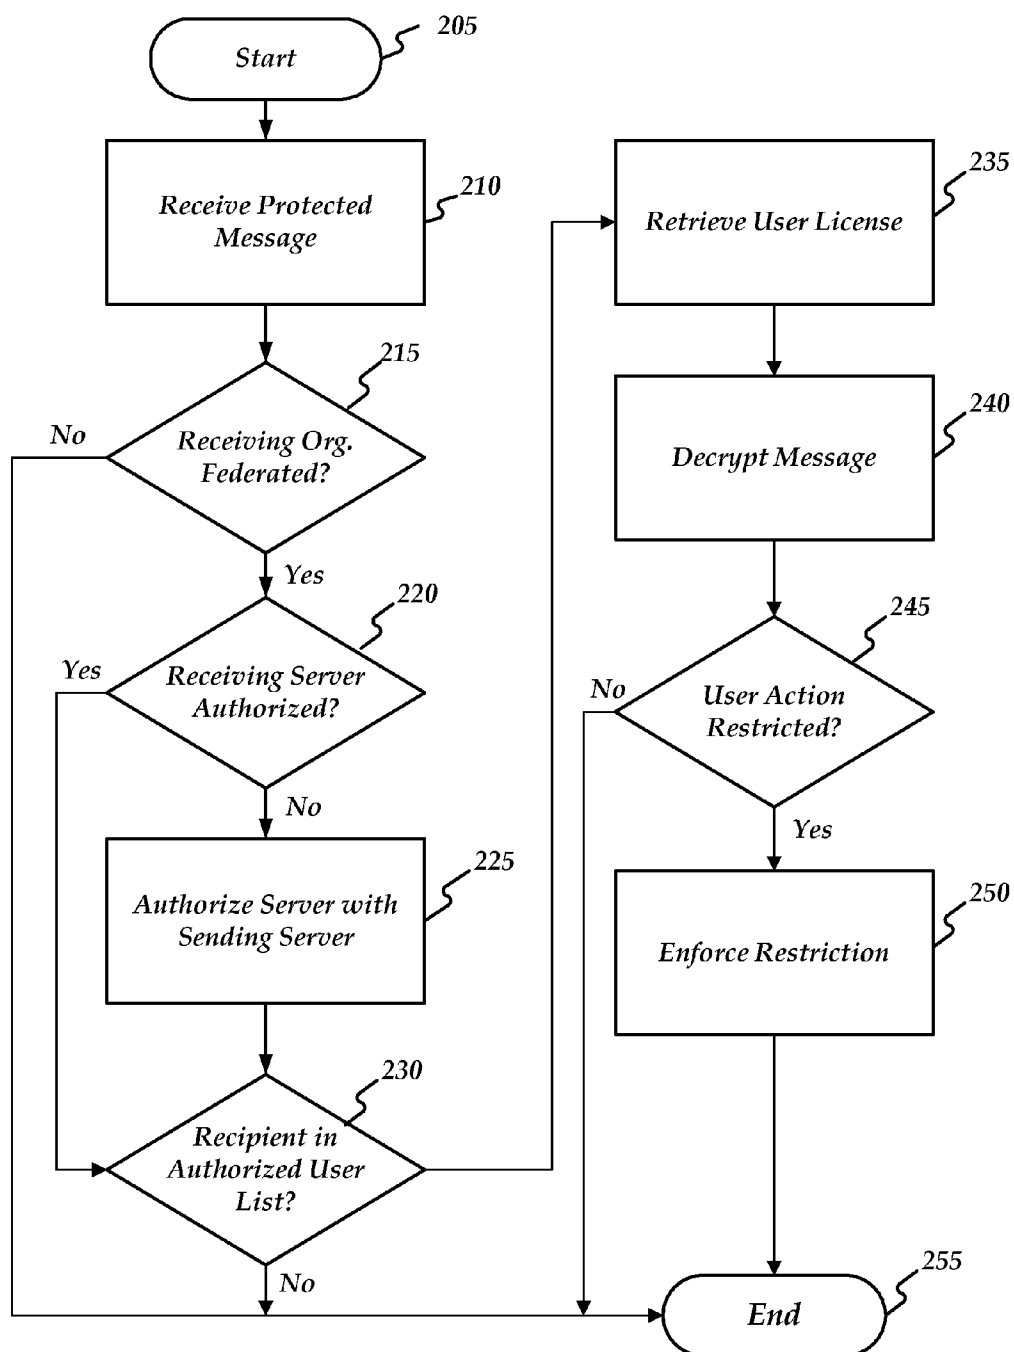 Start
205
Receive Protected
Message
210
215
No
Receiving Org.
Federated?
Yes
220
Yes
Receiving Server
Authorized?
No
225
Authorize Server with
Sending Server
230
Recipient in
Authorized User
List?
No
235
Retrieve User License
240
Decrypt Message
245
No
User Action
Restricted?
Yes
250
Enforce Restriction
255
End